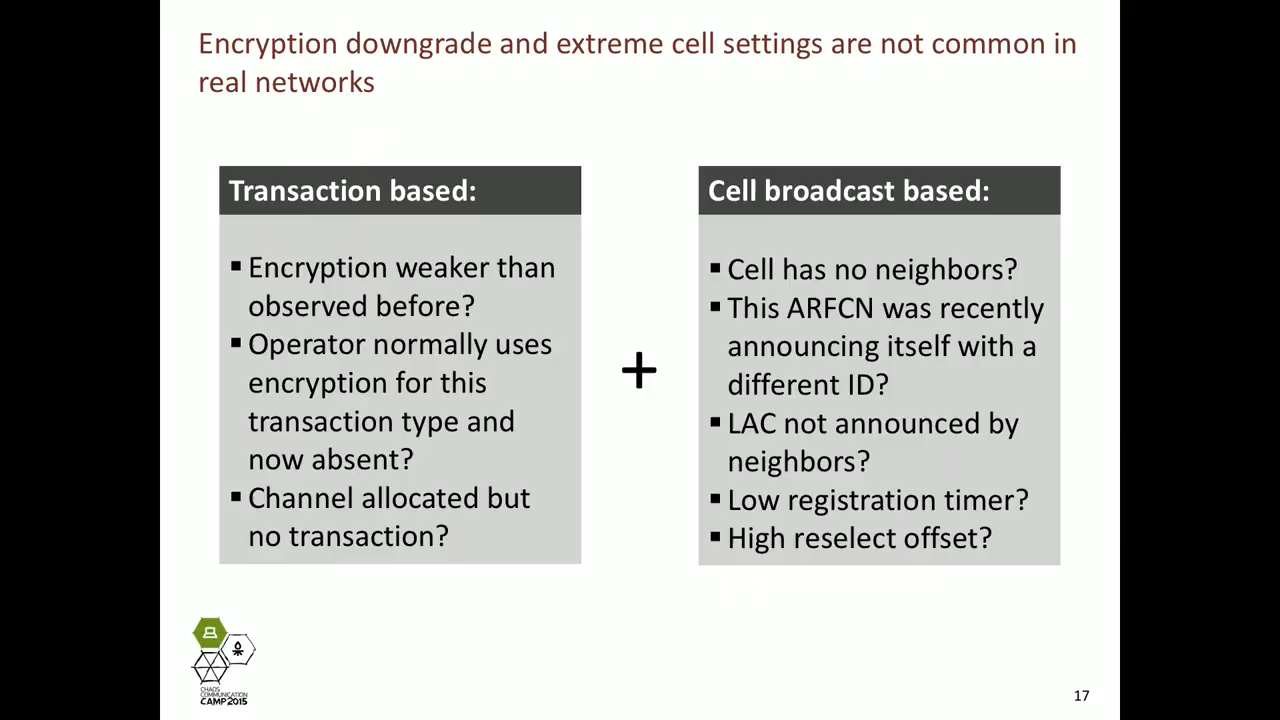 Encryption downgrade and extreme cell settings are not common in
real networks
Transaction based:
▪ Encryption weaker than
observed before?
▪ Operator normally uses
encryption for this
transaction type and
now absent?
▪ Channel allocated but
no transaction?
+
Cell broadcast based:
▪ Cell has no neighbors?
▪ This ARFCN was recently
announcing itself with a
different ID?
▪ LAC not announced by
neighbors?
▪ Low registration timer?
▪ High reselect offset?
CHAOS
COMMUNICATION
CAMP 2015
17